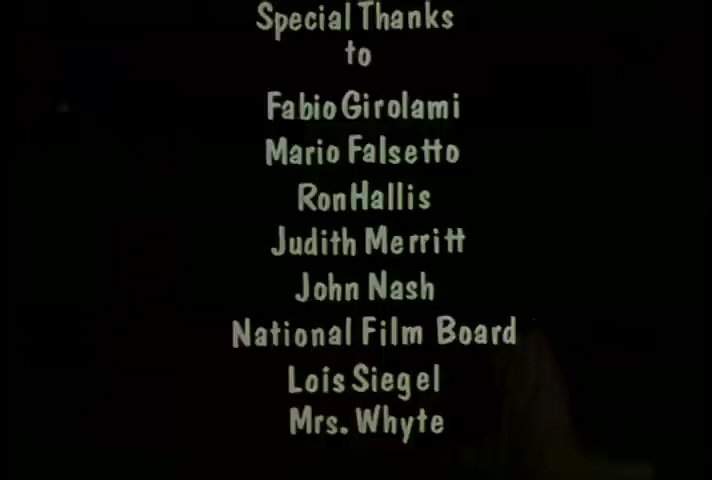 Special Thanks
to
Fabio Girolami
Mario Falsetto
Ron Hallis
Judith Merritt
John Nash
National Film Board
Lois Siegel
Mrs. Whyte